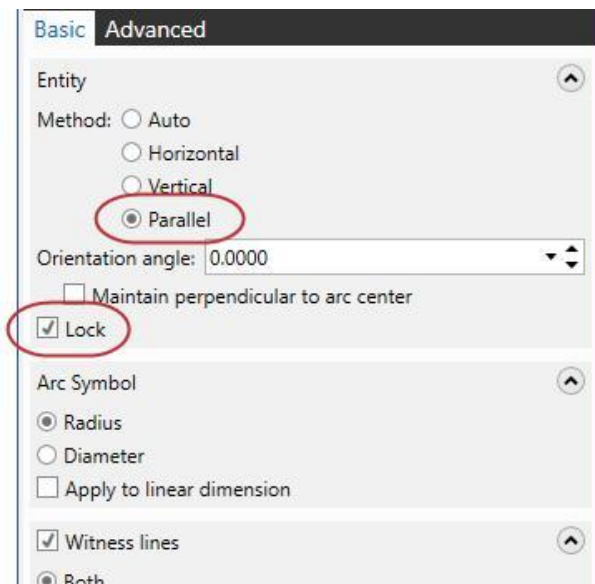 Basic Advanced
Entity
Method: Auto
Horizontal
Vertical
Parallel
Orientation angle: 0.0000
Maintain perpendicular to arc center
Lock
Arc Symbol
Radius
Diameter
Apply to linear dimension
Witness lines
Both